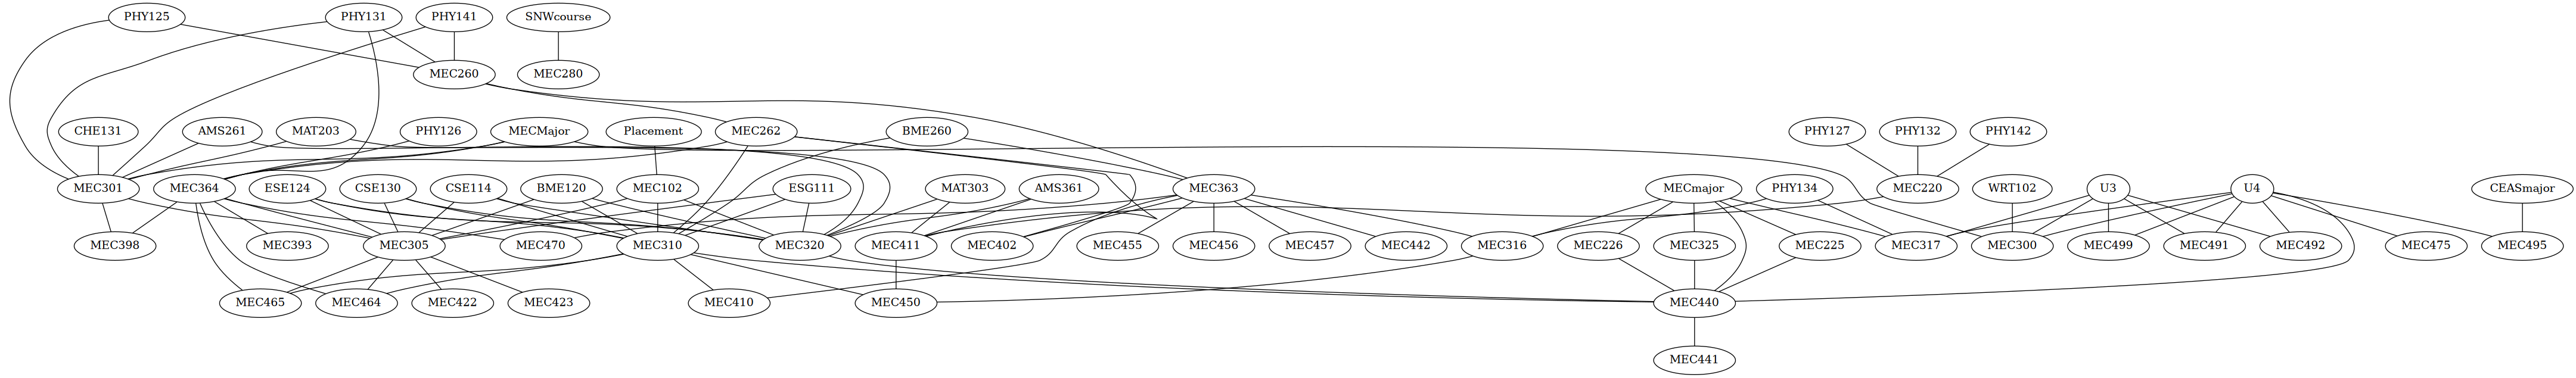 PHY125 PHY131 PHY141 SNWcourse
MEC260 MEC280
CHE131 AMS261 MAT203 PHY126 MECMajor Placement MEC262 BME260 PHY127 PHY132 PHY142
MEC301 MEC364 ESE124 CSE130 CSE114 BME120 MEC102 ESG111 MAT303 AMS361 MEC363 MECmajor PHY134 MEC220 WRT102 U3 U4 CEASmajor
MEC398 MEC393 MEC305 MEC470 MEC310 MEC320 MEC411 MEC402 MEC455 MEC456 MEC457 MEC442 MEC316 MEC226 MEC325 MEC225 MEC317 MEC300 MEC499 MEC491 MEC492 MEC475 MEC495
MEC465 MEC464 MEC422 MEC423 MEC410 MEC450 MEC440
MEC441